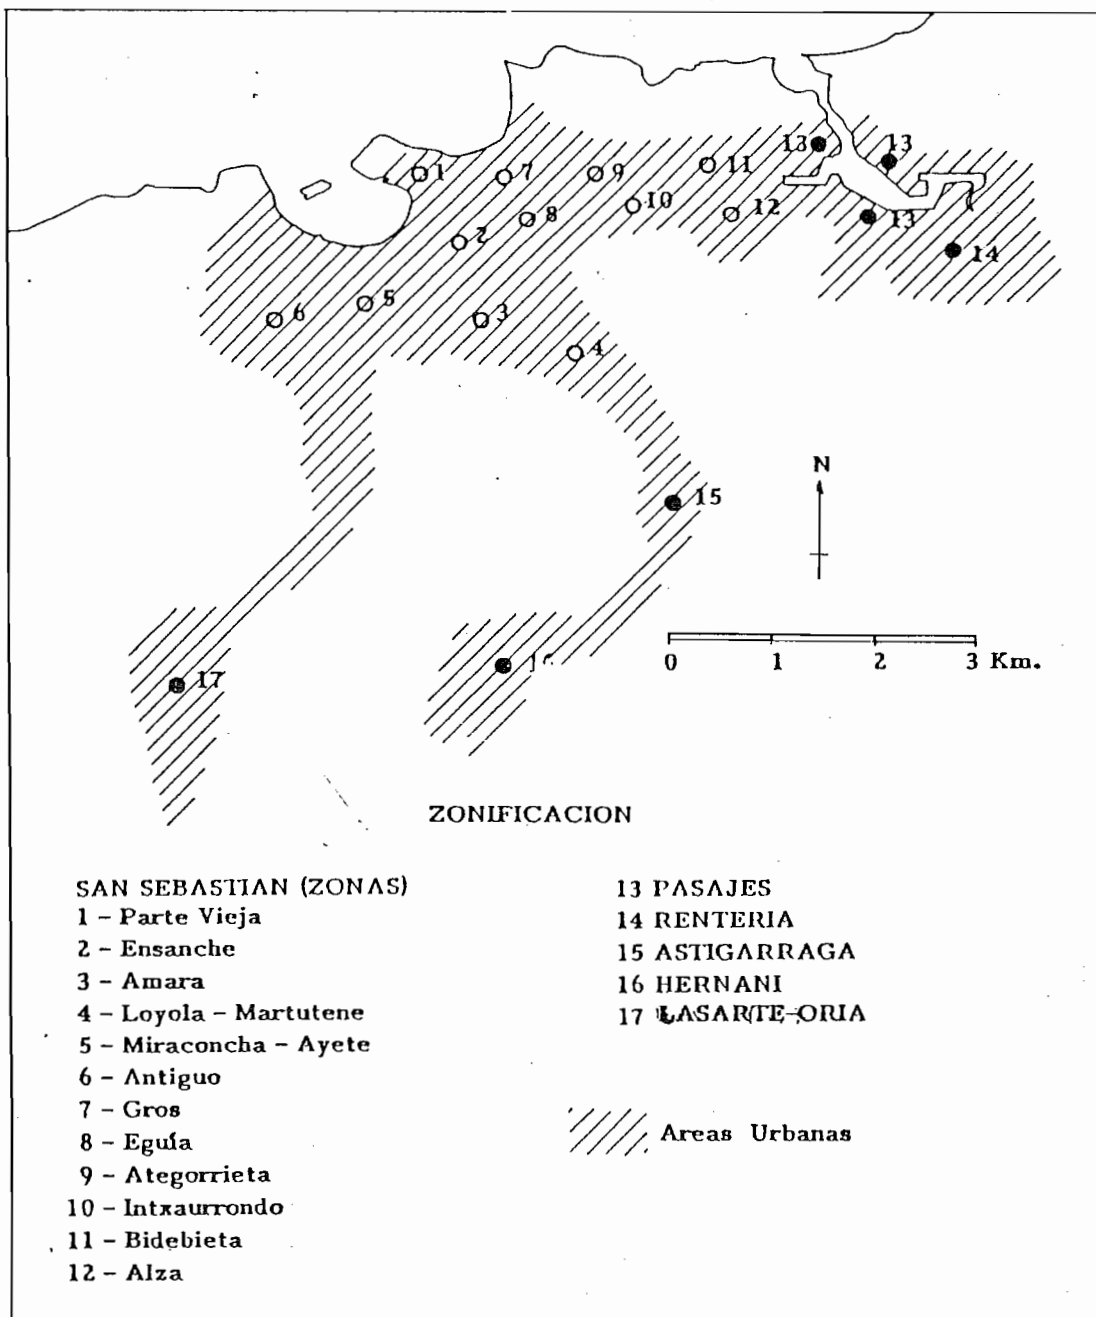 13
13
1
7
9
11
10
12
8
13
2
14
5
6
3
4
N
15
0 1 2 3 Km.
17
ZONIFICACION
SAN SEBASTIAN (ZONAS)
1 - Parte Vieja
2 - Ensanche
3 - Amara
4 - Loyola - Martutene
5 - Miraconcha - Ayete
6 - Antiguo
7 - Gros
8 - Eguía
9 - Ategorrieta
10 - Intxaurrondo
11 - Bidebieta
12 - Alza
13 PASAJES
14 RENTERIA
15 ASTIGARRAGA
16 HERNANI
17 LASARTE-ORIA
Areas Urbanas